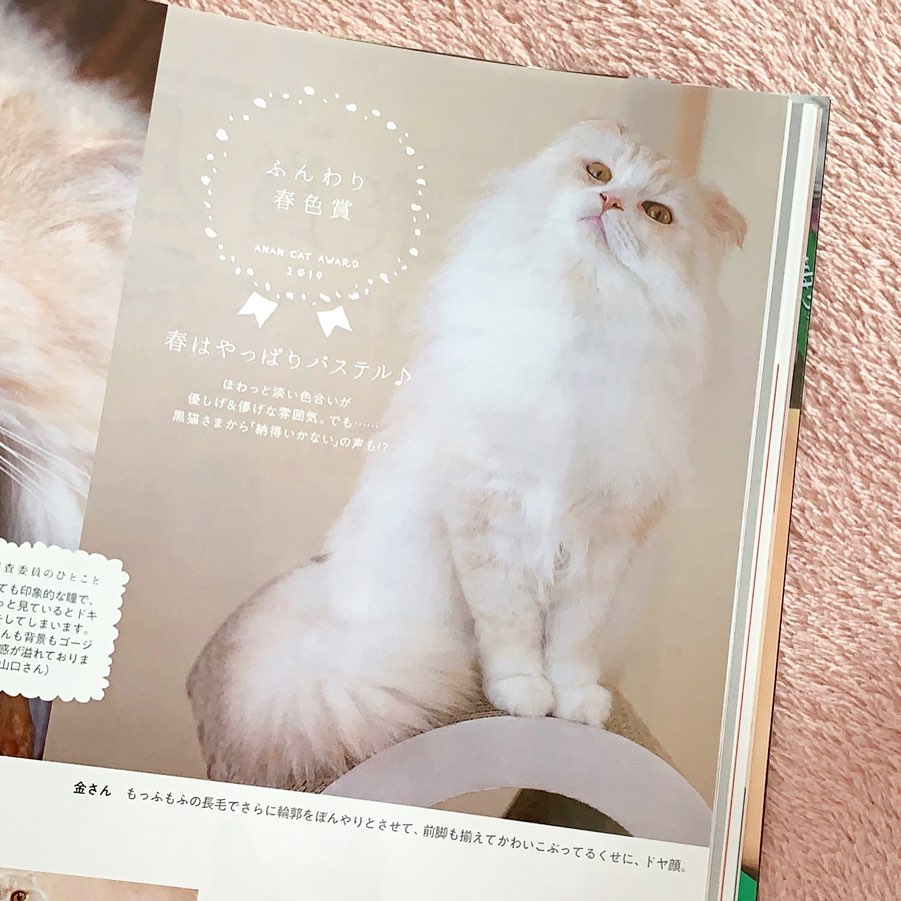 ふんわり
春色賞
ANAN CAT AWARD
2019
春はやっぱりパステル♪
ほわっと淡い色合いが
優しげ&儚げな雰囲気。でも……
黒猫さまから「納得いかない」の声も!?
査委員のひとこと
ても印象的な瞳で、
っと見ているとドキ
してしまいます。
んも背景もゴージ
感が溢れておりま
山口さん)
金さん もっふもふの長毛でさらに輪郭をぼんやりとさせて、前脚も揃えてかわいこぶってるくせに、ドヤ顔。